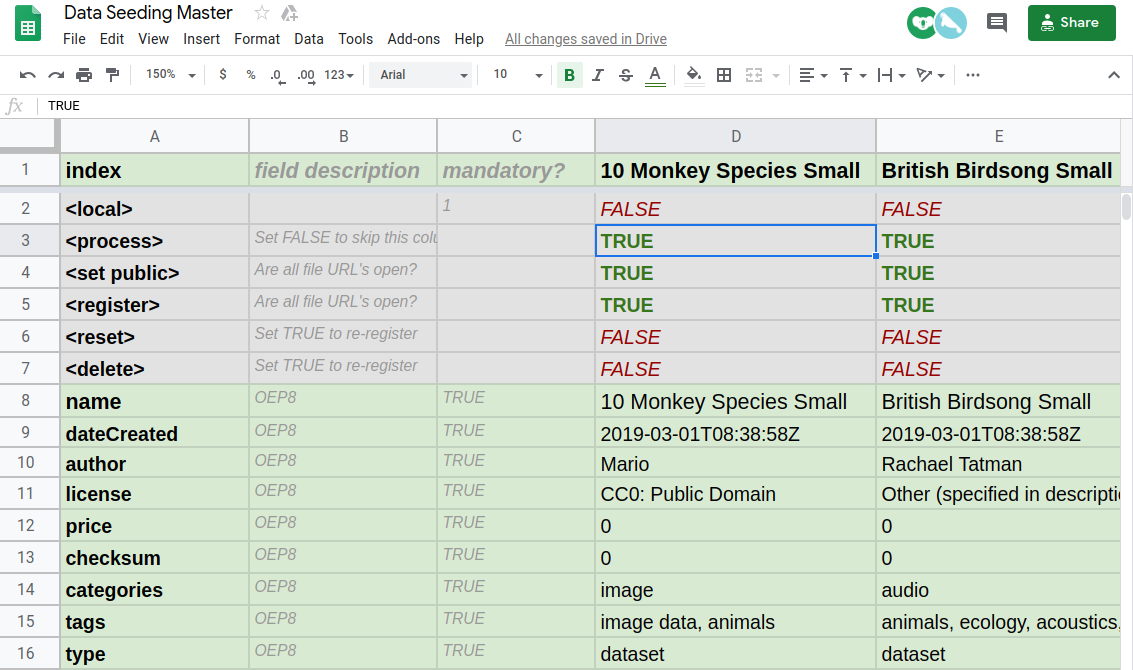 Data Seeding Master
File Edit View Insert Format Data Tools Add-ons Help All changes saved in Drive
Share
150% $ % .0 .00 123 Arial 10 B I S A
fx TRUE
A B C D E
1 index field description mandatory? 10 Monkey Species Small British Birdsong Small
2 <local> 1 FALSE FALSE
3 <process> Set FALSE to skip this colu TRUE TRUE
4 <set public> Are all file URL's open? TRUE TRUE
5 <register> Are all file URL's open? TRUE TRUE
6 <reset> Set TRUE to re-register FALSE FALSE
7 <delete> Set TRUE to re-register FALSE FALSE
8 name OEP8 TRUE 10 Monkey Species Small British Birdsong Small
9 dateCreated OEP8 TRUE 2019-03-01T08:38:58Z 2019-03-01T08:38:58Z
10 author OEP8 TRUE Mario Rachael Tatman
11 license OEP8 TRUE CC0: Public Domain Other (specified in descripti
12 price OEP8 TRUE 0 0
13 checksum OEP8 TRUE 0 0
14 categories OEP8 TRUE image audio
15 tags OEP8 TRUE image data, animals animals, ecology, acoustics,
16 type OEP8 TRUE dataset dataset